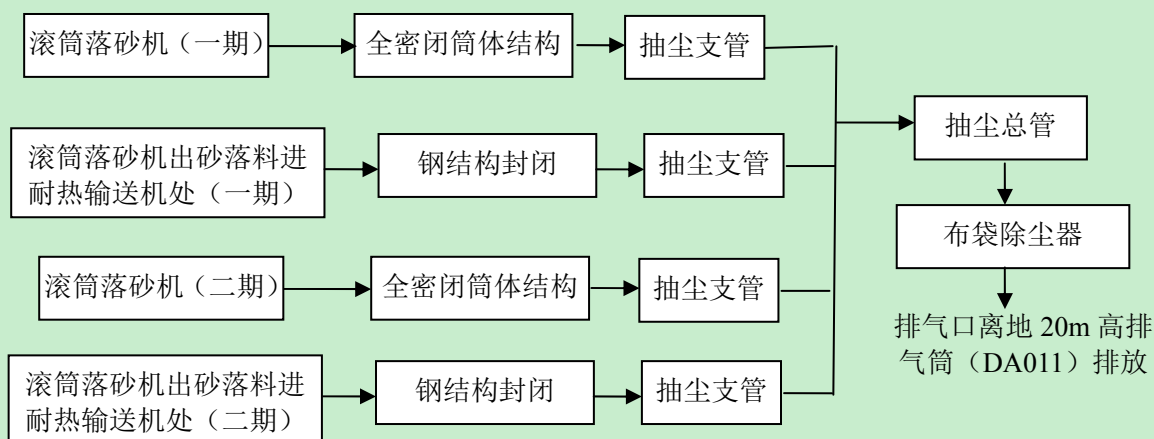 滚筒落砂机（一期）
全密闭筒体结构
抽尘支管
滚筒落砂机出砂落料进
耐热输送机处（一期）
钢结构封闭
抽尘支管
滚筒落砂机（二期）
全密闭筒体结构
抽尘支管
滚筒落砂机出砂落料进
耐热输送机处（二期）
钢结构封闭
抽尘支管
抽尘总管
布袋除尘器
排气口离地 20m 高排
气筒（DA011）排放